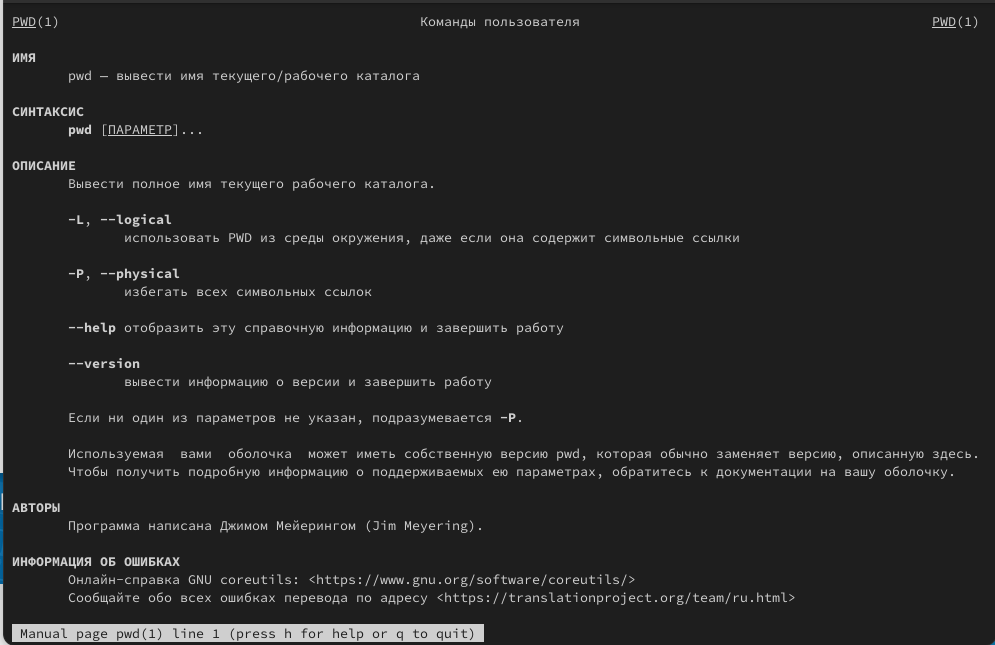 PWD(1) Команды пользователя PWD(1)
ИМЯ
pwd — вывести имя текущего/рабочего каталога
СИНТАКСИС
pwd [ПАРАМЕТР]...
ОПИСАНИЕ
Вывести полное имя текущего рабочего каталога.
-L, --logical
использовать PWD из среды окружения, даже если она содержит символьные ссылки
-P, --physical
избегать всех символьных ссылок
--help отобразить эту справочную информацию и завершить работу
--version
вывести информацию о версии и завершить работу
Если ни один из параметров не указан, подразумевается -P.
Используемая вами оболочка может иметь собственную версию pwd, которая обычно заменяет версию, описанную здесь.
Чтобы получить подробную информацию о поддерживаемых ею параметрах, обратитесь к документации на вашу оболочку.
АВТОРЫ
Программа написана Джимом Мейерингом (Jim Meyering).
ИНФОРМАЦИЯ ОБ ОШИБКАХ
Онлайн-справка GNU coreutils: <https://www.gnu.org/software/coreutils/>
Сообщайте обо всех ошибках перевода по адресу <https://translationproject.org/team/ru.html>
Manual page pwd(1) line 1 (press h for help or q to quit)